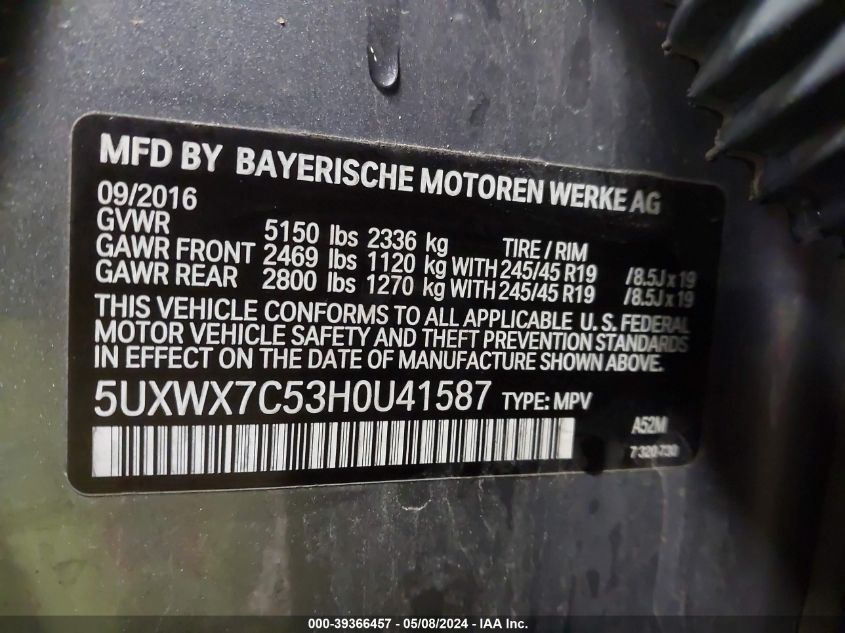 MFD BY BAYERISCHE MOTOREN WERKE AG
09/2016
GVWR 5150 lbs 2336 kg TIRE / RIM
GAWR FRONT 2469 lbs 1120 kg WITH 245/45 R19 /8.5J x 19
GAWR REAR 2800 lbs 1270 kg WITH 245/45 R19 /8.5J x 19
THIS VEHICLE CONFORMS TO ALL APPLICABLE U.S. FEDERAL
MOTOR VEHICLE SAFETY AND THEFT PREVENTION STANDARDS
IN EFFECT ON THE DATE OF MANUFACTURE SHOWN ABOVE.
5UXWX7C53H0U41587 TYPE: MPV
A52M
7 320 730
000-39366457 - 05/08/2024 - IAA Inc.